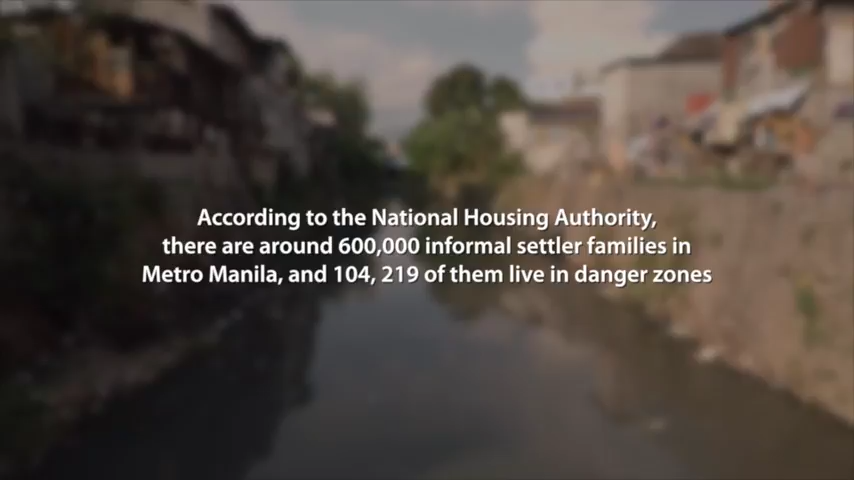 According to the National Housing Authority,
there are around 600,000 informal settler families in
Metro Manila, and 104, 219 of them live in danger zones